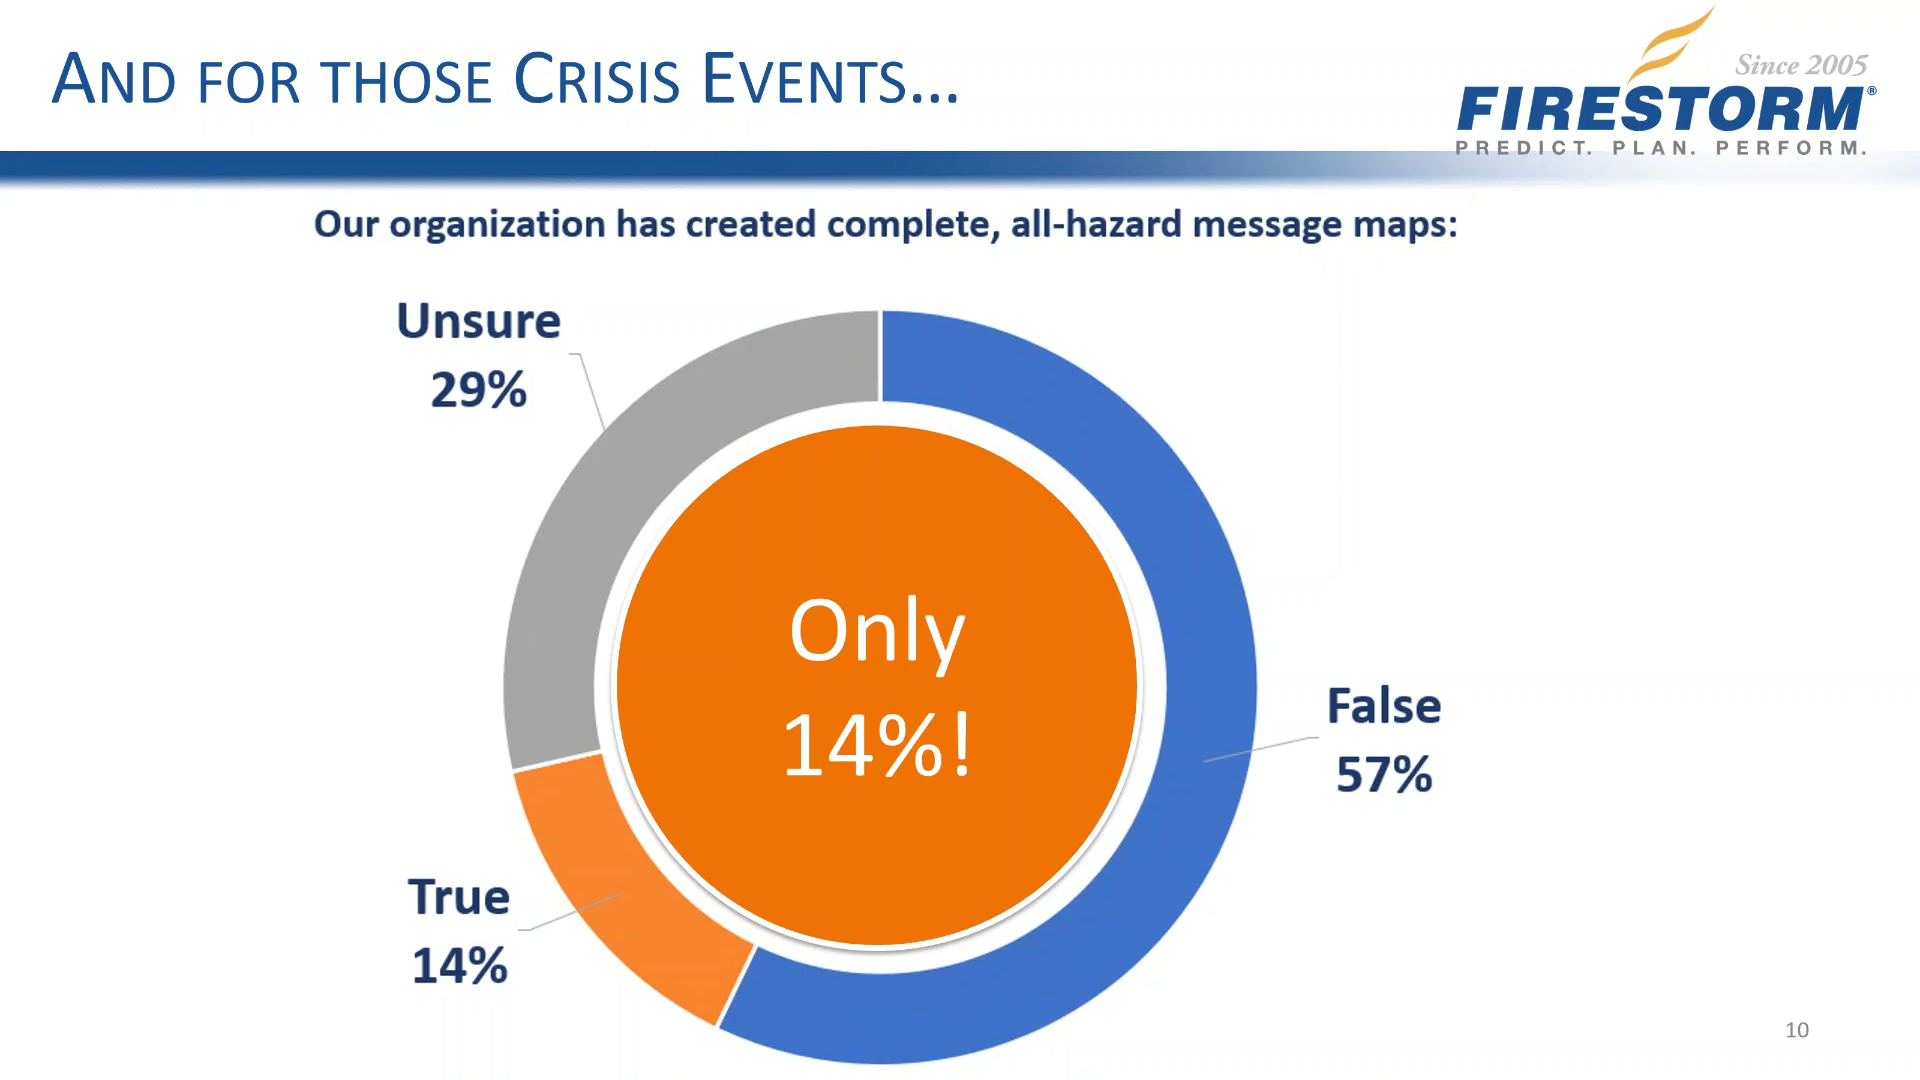 AND FOR THOSE CRISIS EVENTS...
Since 2005
FIRESTORM®
PREDICT. PLAN. PERFORM.
Our organization has created complete, all-hazard message maps:
Unsure
29%
Only
14%!
False
57%
True
14%
10